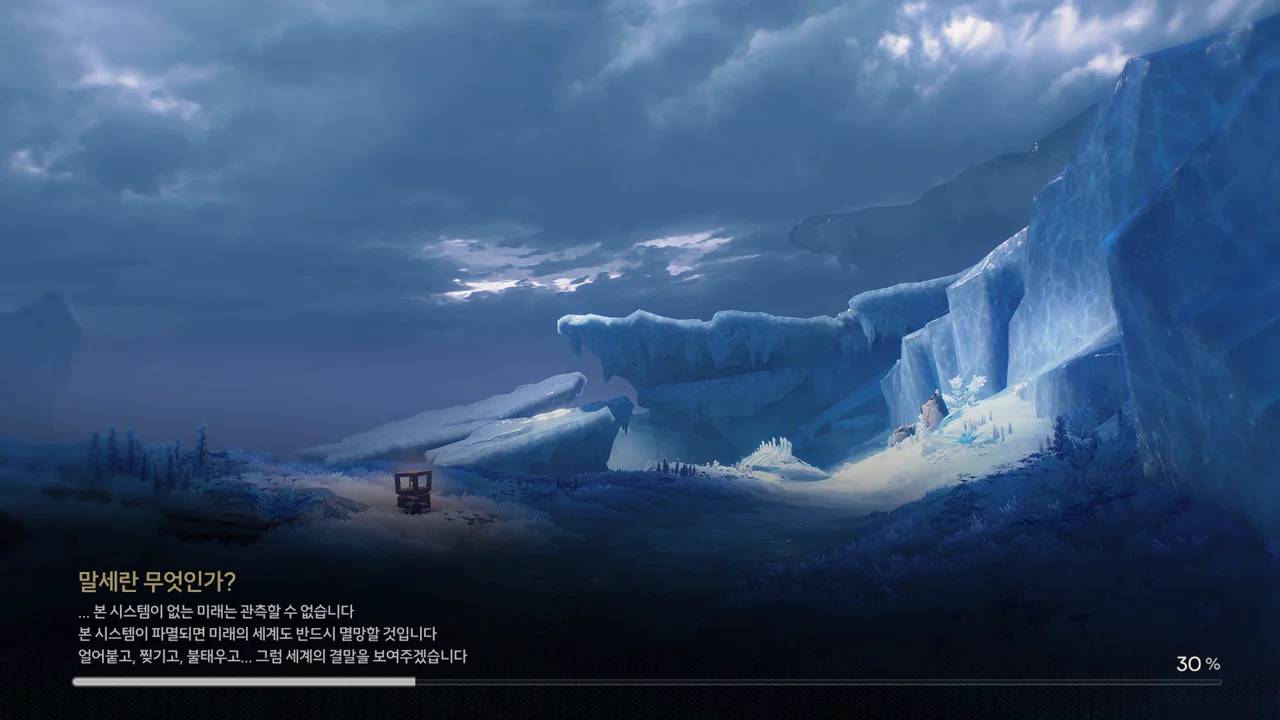 말세란 무엇인가?
... 본 시스템이 없는 미래는 관측할 수 없습니다
본 시스템이 파멸되면 미래의 세계도 반드시 멸망할 것입니다
얼어붙고, 찢기고, 불태우고... 그럼 세계의 결말을 보여주겠습니다
30 %